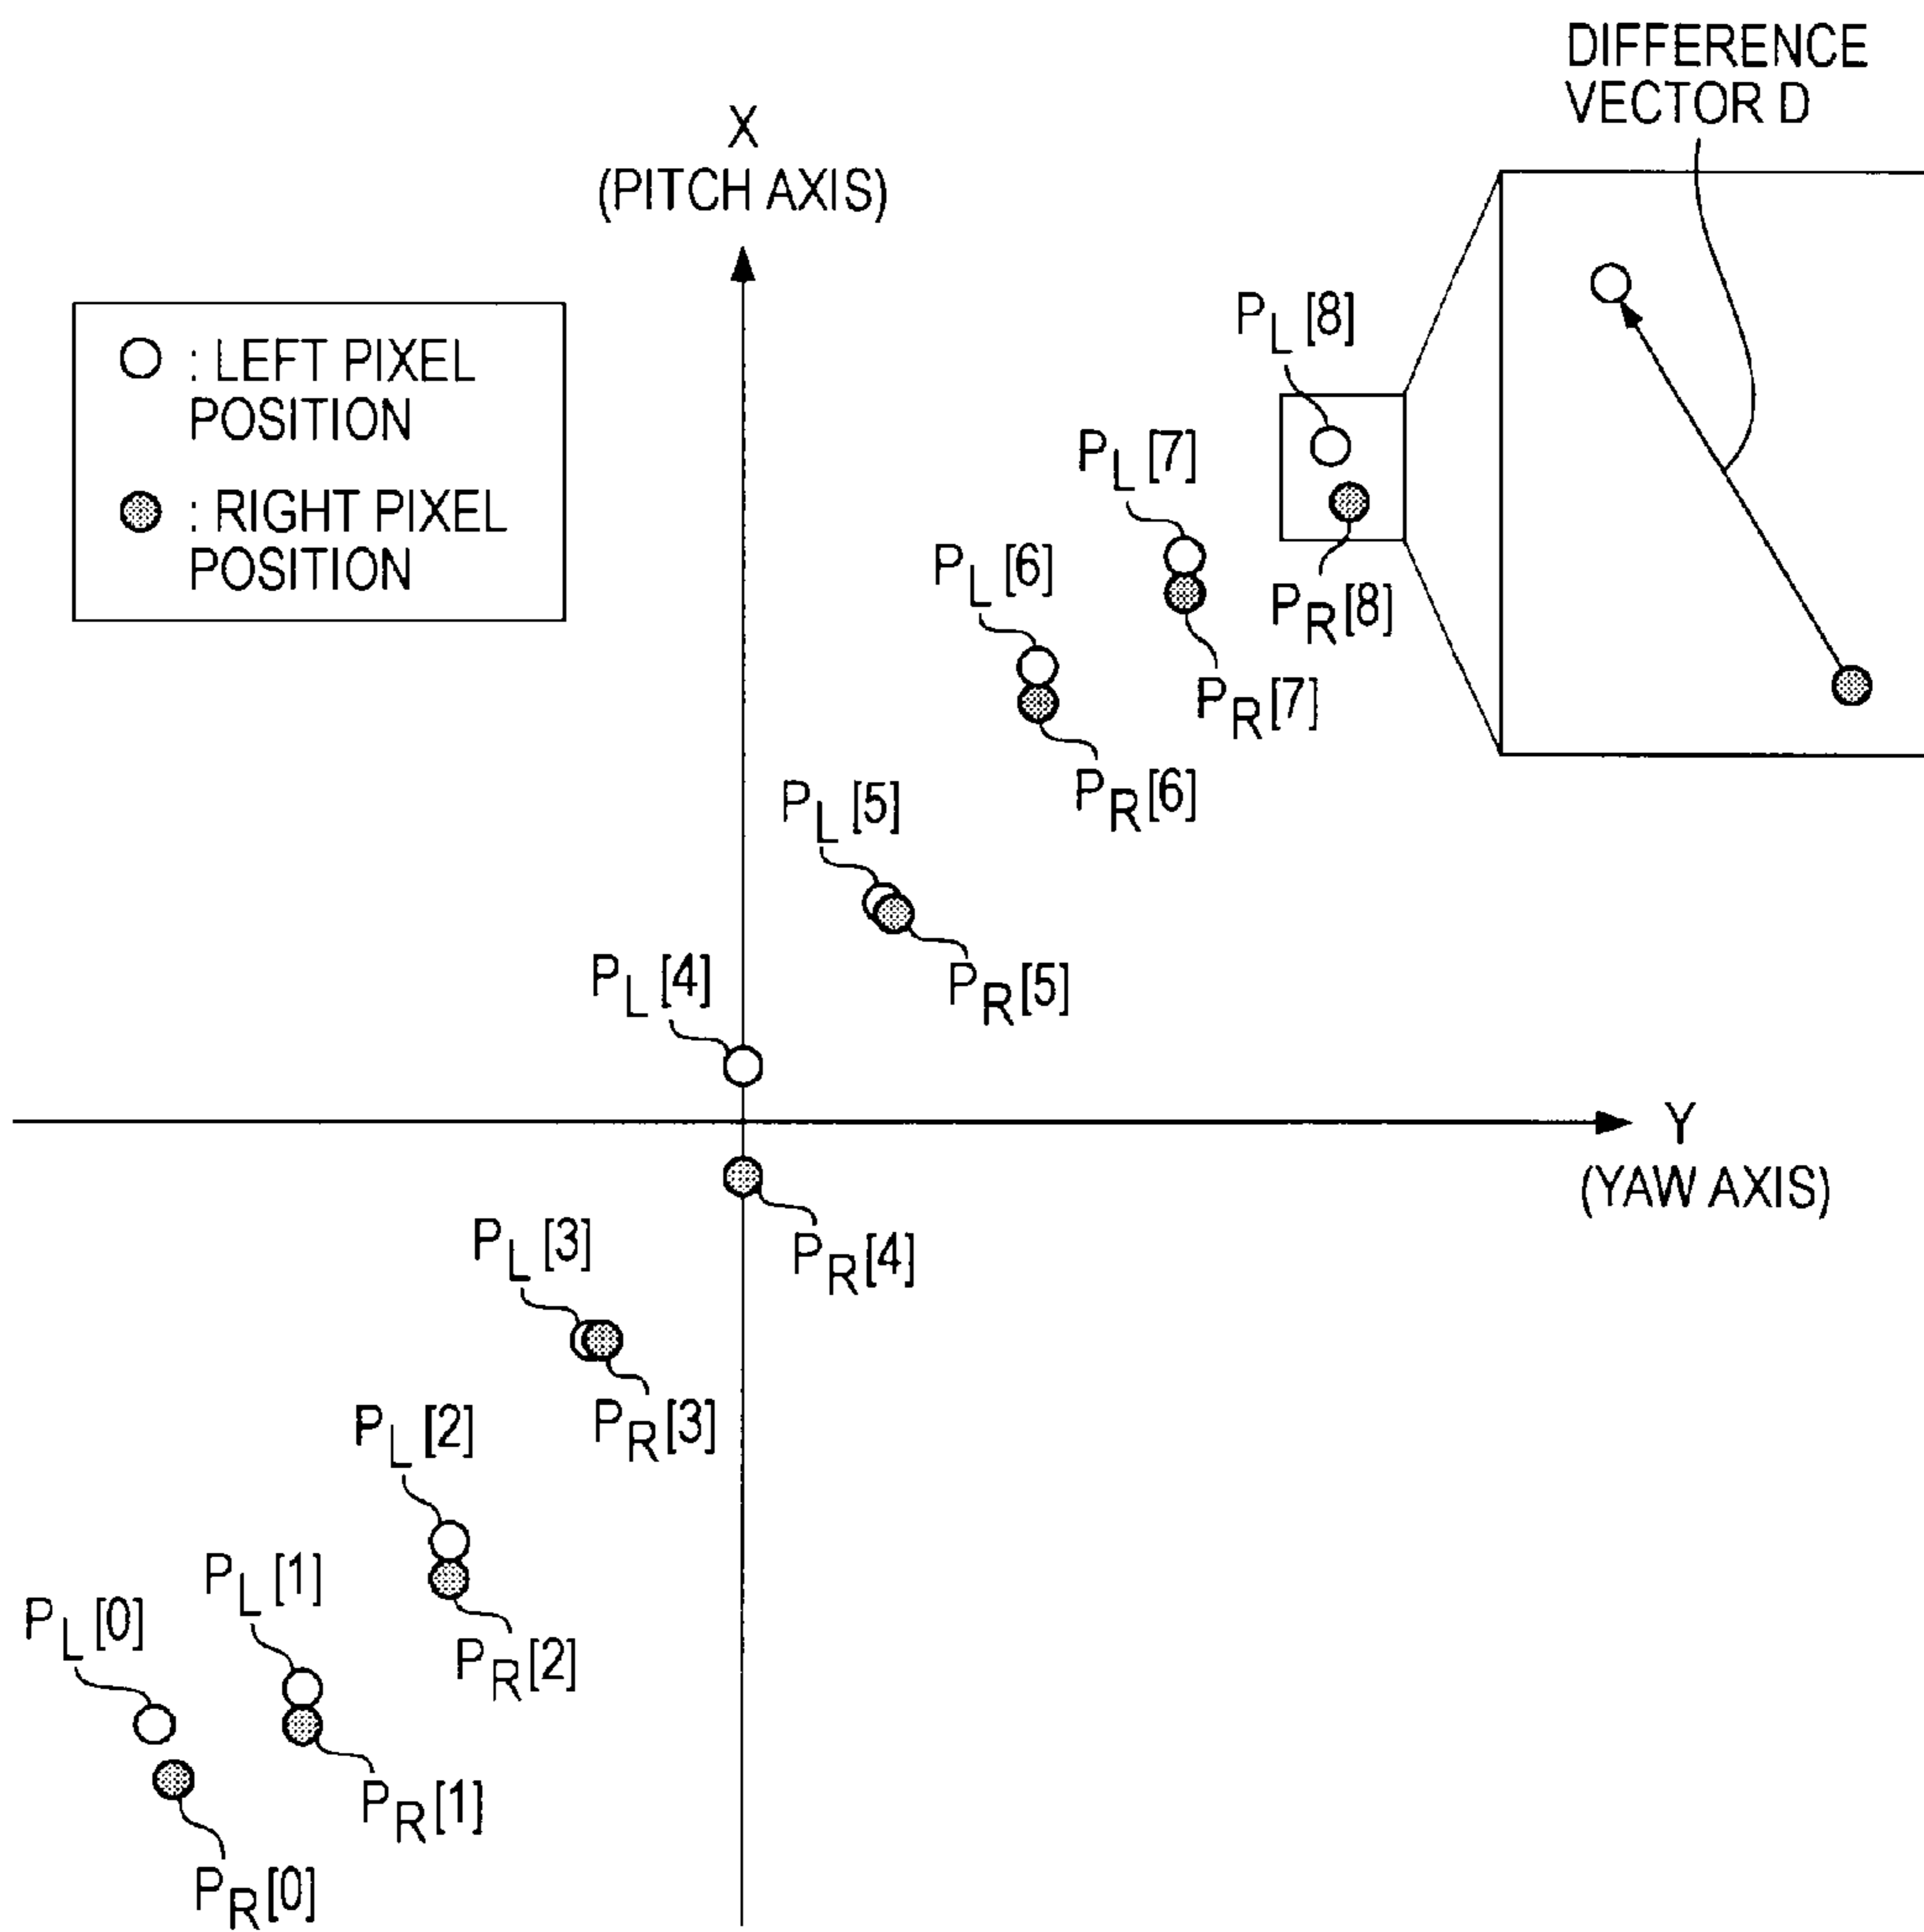 DIFFERENCE
VECTOR D
X
(PITCH AXIS)
: LEFT PIXEL
POSITION
: RIGHT PIXEL
POSITION
PL[8]
PL[7]
PL[6]
PR[8]
PR[7]
PR[6]
PL[5]
PR[5]
PL[4]
Y
(YAW AXIS)
PR[4]
PL[3]
PR[3]
PL[2]
PR[2]
PL[1]
PL[0]
PR[1]
PR[0]